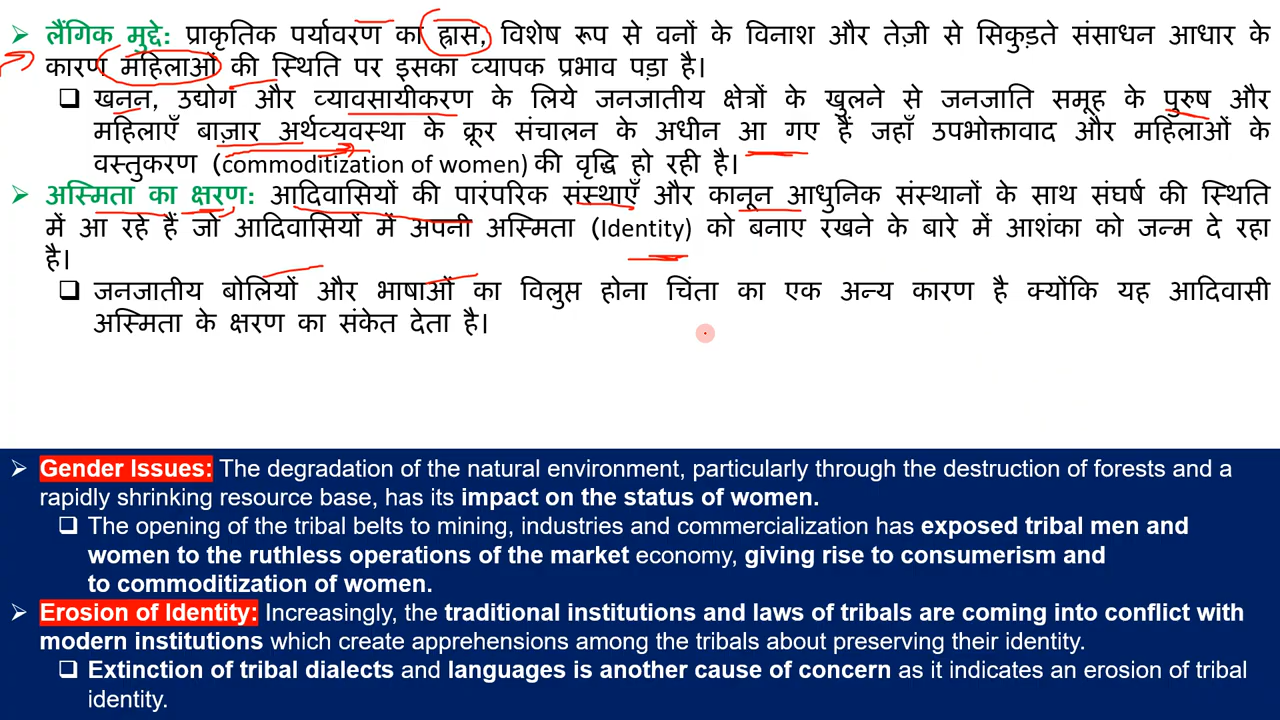 ➢ लैंगिक मुद्दे: प्राकृतिक पर्यावरण का ह्रास, विशेष रूप से वनों के विनाश और तेज़ी से सिकुड़ते संसाधन आधार के
कारण महिलाओं की स्थिति पर इसका व्यापक प्रभाव पड़ा है।
❑ खनन, उद्योग और व्यावसायीकरण के लिये जनजातीय क्षेत्रों के खुलने से जनजाति समूह के पुरुष और
महिलाएँ बाज़ार अर्थव्यवस्था के क्रूर संचालन के अधीन आ गए हैं जहाँ उपभोक्तावाद और महिलाओं के
वस्तुकरण (commoditization of women) की वृद्धि हो रही है।
➢ अस्मिता का क्षरण: आदिवासियों की पारंपरिक संस्थाएँ और कानून आधुनिक संस्थानों के साथ संघर्ष की स्थिति
में आ रहे हैं जो आदिवासियों में अपनी अस्मिता (Identity) को बनाए रखने के बारे में आशंका को जन्म दे रहा
है।
❑ जनजातीय बोलियों और भाषाओं का विलुप्त होना चिंता का एक अन्य कारण है क्योंकि यह आदिवासी
अस्मिता के क्षरण का संकेत देता है।
➢ Gender Issues: The degradation of the natural environment, particularly through the destruction of forests and a
rapidly shrinking resource base, has its impact on the status of women.
❑ The opening of the tribal belts to mining, industries and commercialization has exposed tribal men and
women to the ruthless operations of the market economy, giving rise to consumerism and
to commoditization of women.
➢ Erosion of Identity: Increasingly, the traditional institutions and laws of tribals are coming into conflict with
modern institutions which create apprehensions among the tribals about preserving their identity.
❑ Extinction of tribal dialects and languages is another cause of concern as it indicates an erosion of tribal
identity.